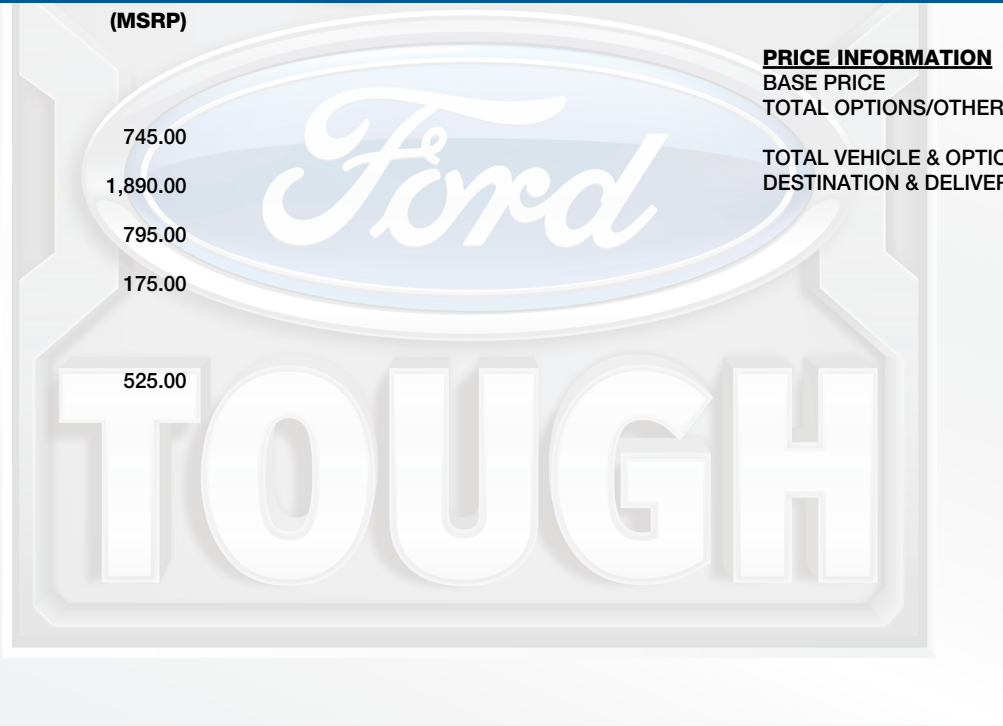 (MSRP)
745.00
1,890.00
795.00
175.00
525.00
PRICE INFORMATION
BASE PRICE
TOTAL OPTIONS/OTHER
TOTAL VEHICLE & OPTIO
DESTINATION & DELIVER
Ford
TOUGH